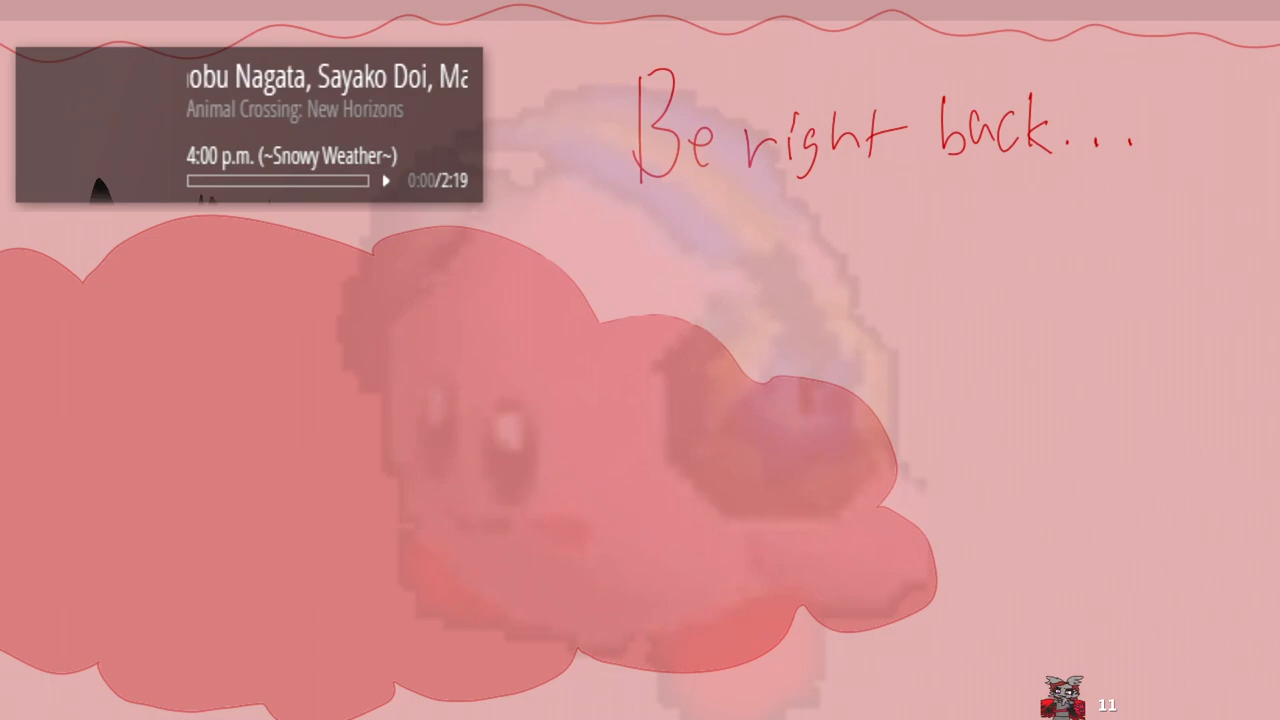 obu Nagata, Sayako Doi, Ma
Animal Crossing: New Horizons
4:00 p.m. (~Snowy Weather~)
0:00/2:19
Be right back...
11